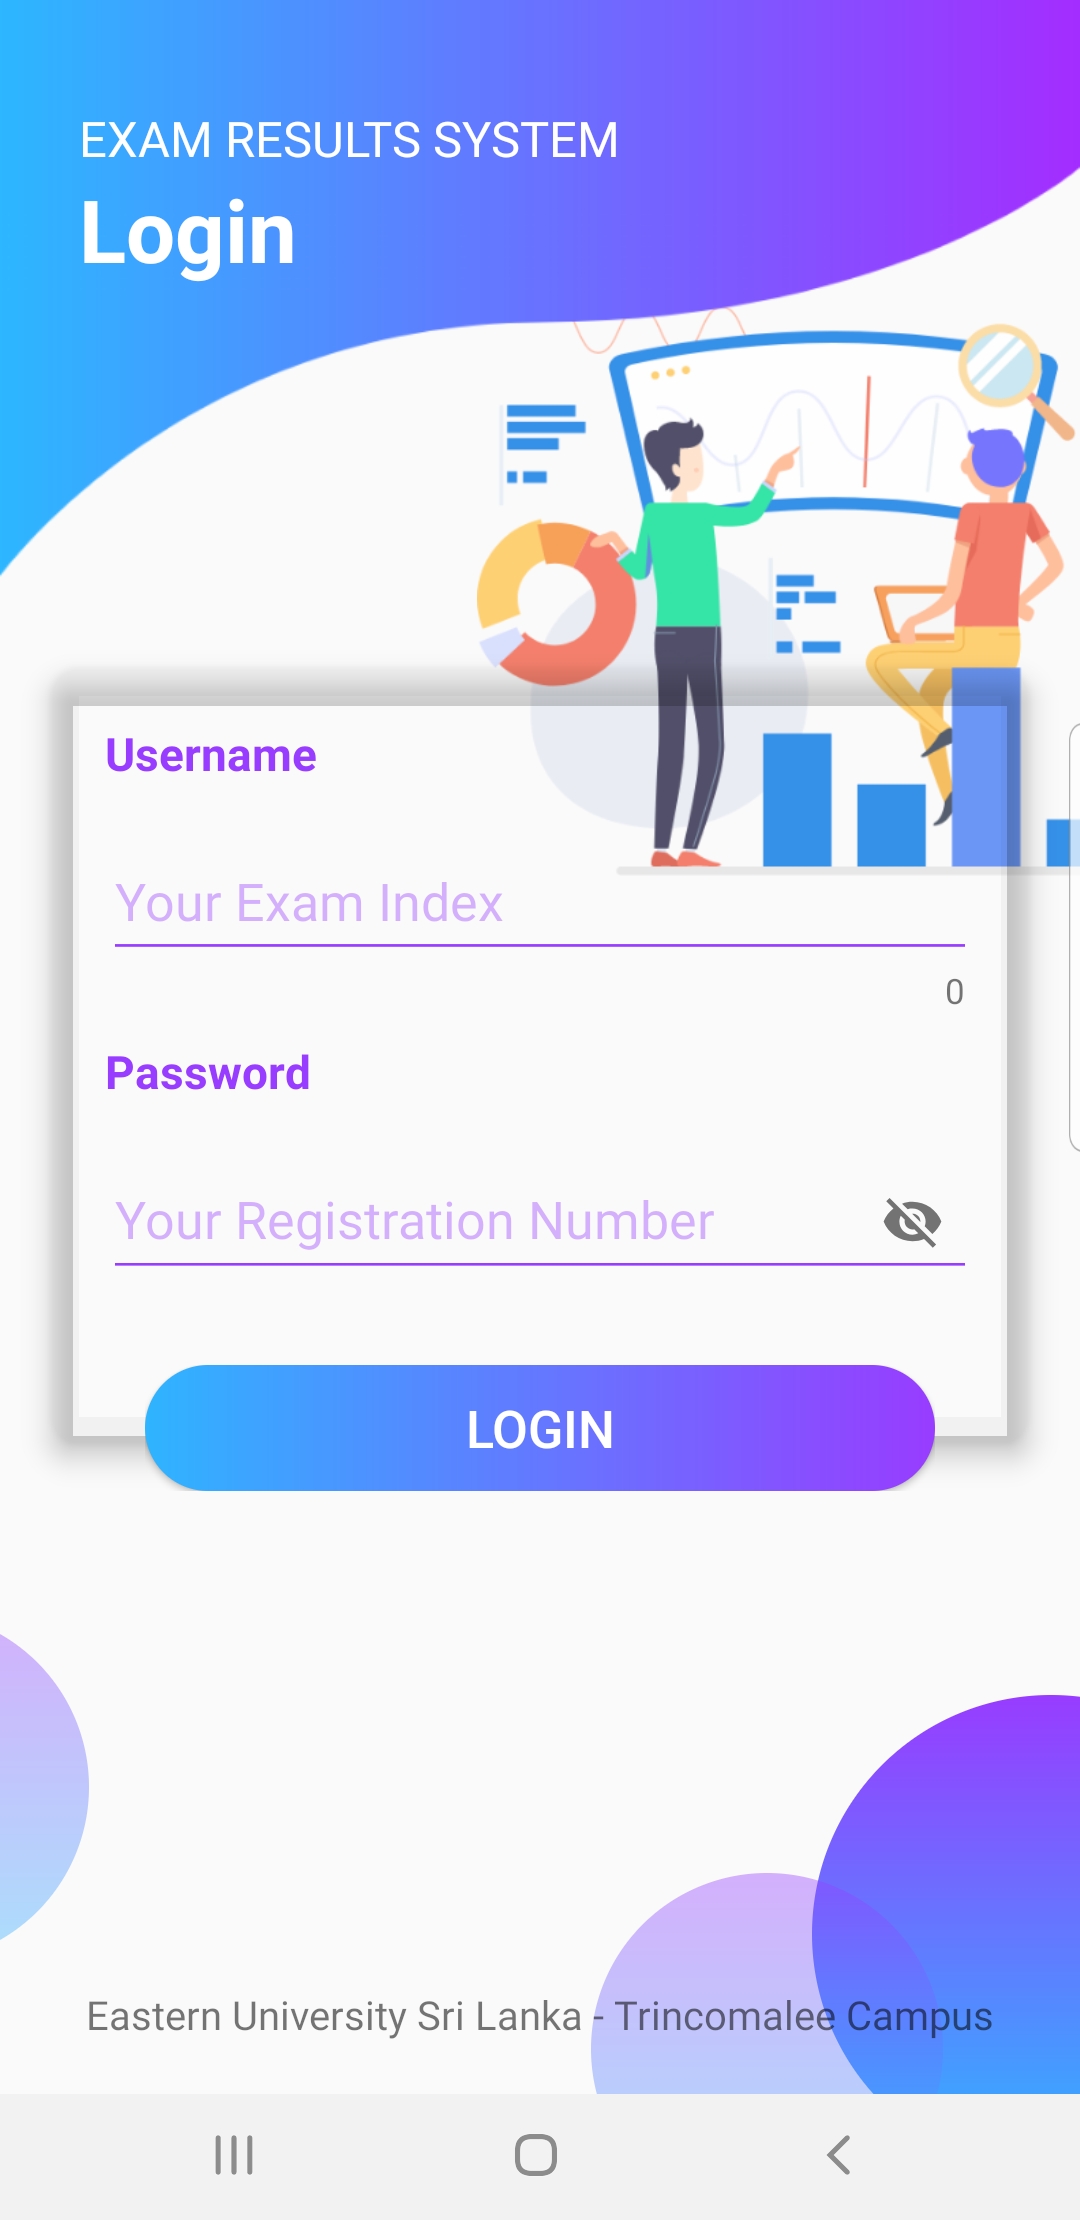 EXAM RESULTS SYSTEM
Login
Username
Your Exam Index
0
Password
Your Registration Number
LOGIN
Eastern University Sri Lanka - Trincomalee Campus